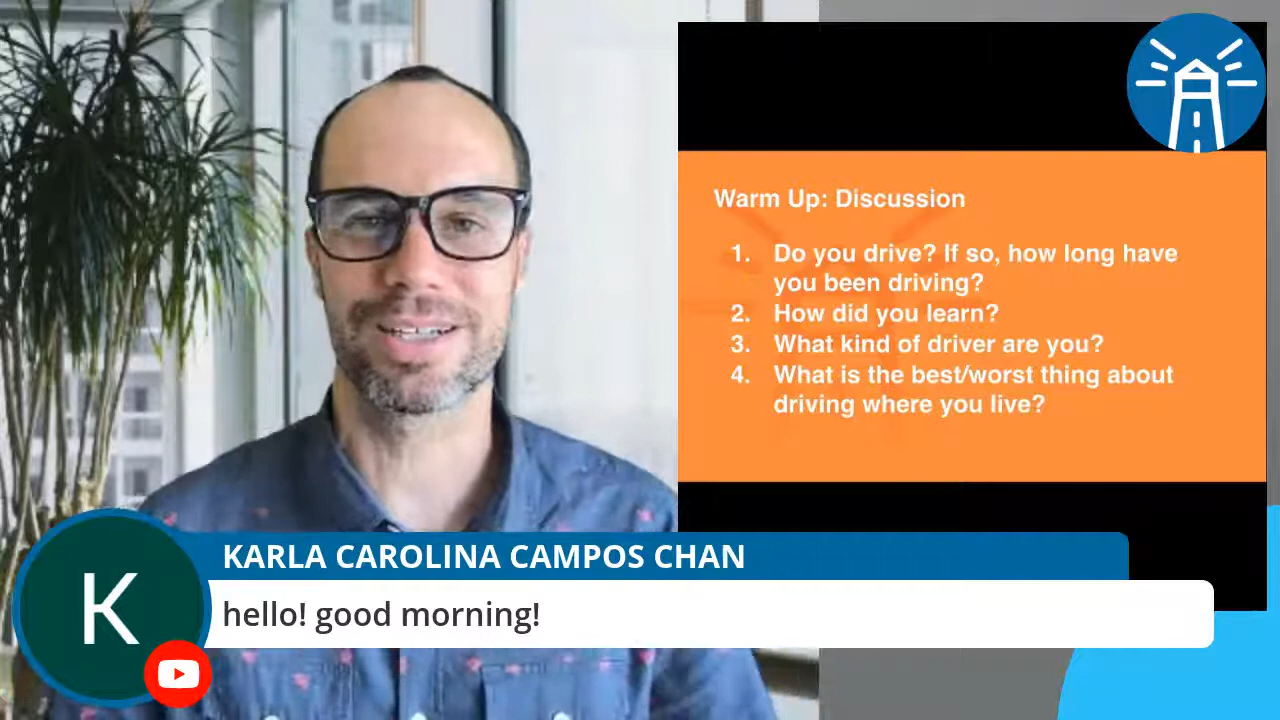 Warm Up: Discussion
1. Do you drive? If so, how long have
you been driving?
2. How did you learn?
3. What kind of driver are you?
4. What is the best/worst thing about
driving where you live?
KARLA CAROLINA CAMPOS CHAN
K
hello! good morning!